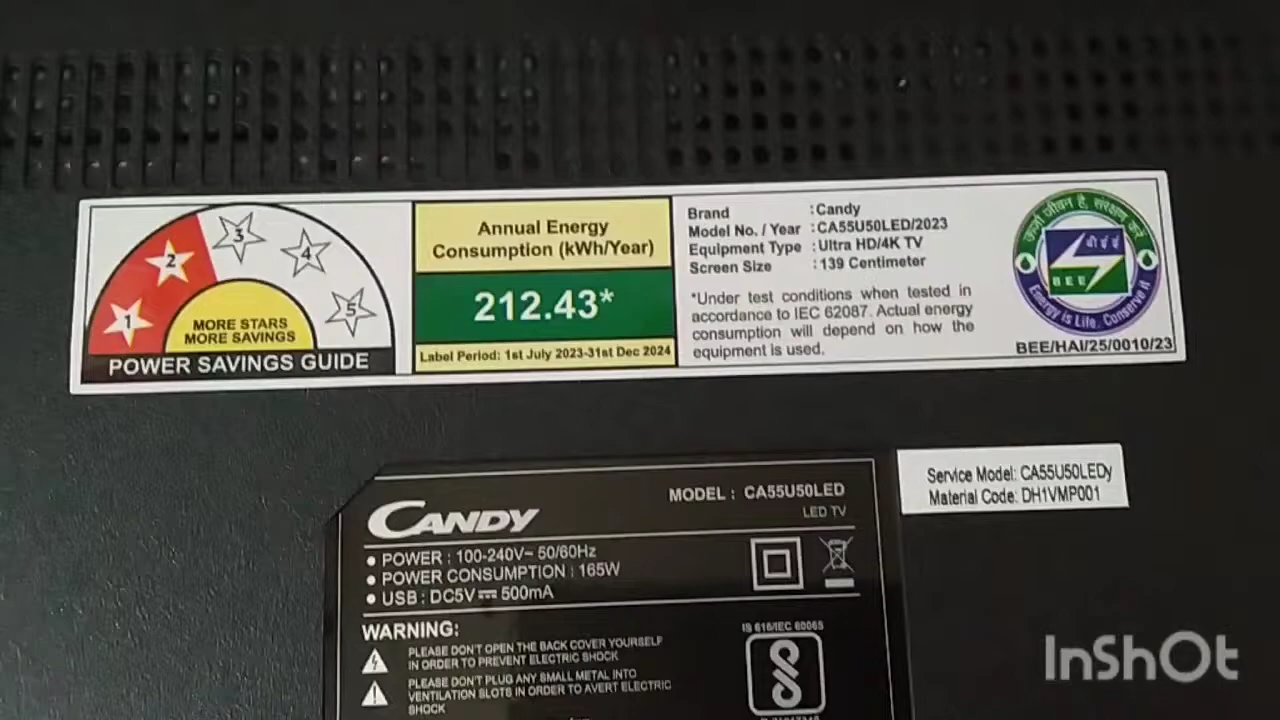 1
2
3
4
5
MORE STARS
MORE SAVINGS
POWER SAVINGS GUIDE
Annual Energy
Consumption (kWh/Year)
212.43*
Label Period: 1st July 2023-31st Dec 2024
Brand :Candy
Model No. / Year :CA55U50LED/2023
Equipment Type :Ultra HD/4K TV
Screen Size :139 Centimeter
*Under test conditions when tested in
accordance to IEC 62087. Actual energy
consumption will depend on how the
equipment is used.
ऊर्जा जीवन है, संरक्षण करें
बी ई ई
BEE
Energy is Life, Conserve it
BEE/HAI/25/0010/23
Service Model: CA55U50LEDy
Material Code: DH1VMP001
CANDY
MODEL : CA55U50LED
LED TV
POWER : 100-240V~ 50/60Hz
POWER CONSUMPTION : 165W
USB : DC5V⎓ 500mA
WARNING:
PLEASE DON'T OPEN THE BACK COVER YOURSELF
IN ORDER TO PREVENT ELECTRIC SHOCK
PLEASE DON'T PLUG ANY SMALL METAL INTO
VENTILATION SLOTS IN ORDER TO AVERT ELECTRIC
SHOCK
IS 616/IEC 60065
InShOt